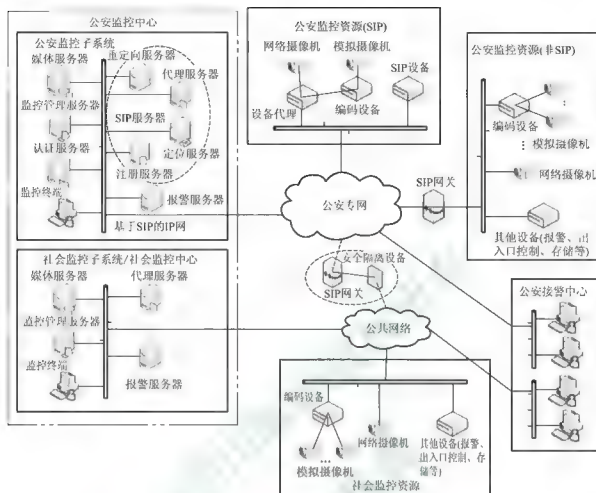 公安监控中心
公安监控子系统
媒体服务器
重定向服务器
代理服务器
监控管理服务器
SIP服务器
认证服务器
定位服务器
注册服务器
监控终端
报警服务器
基于SIP的IP网
社会监控子系统/社会监控中心
媒体服务器
代理服务器
监控管理服务器
监控终端
报警服务器
公安监控资源(SIP)
网络摄像机
模拟摄像机
SIP设备
设备代理
编码设备
公安监控资源(非SIP)
编码设备
模拟摄像机
网络摄像机
其他设备(报警、出
入口控制、存储等)
SIP网关
公安专网
安全隔离设备
SIP网关
公共网络
公安接警中心
编码设备
网络摄像机
其他设备(报警、
出入口控制、存
储等)
模拟摄像机
社会监控资源